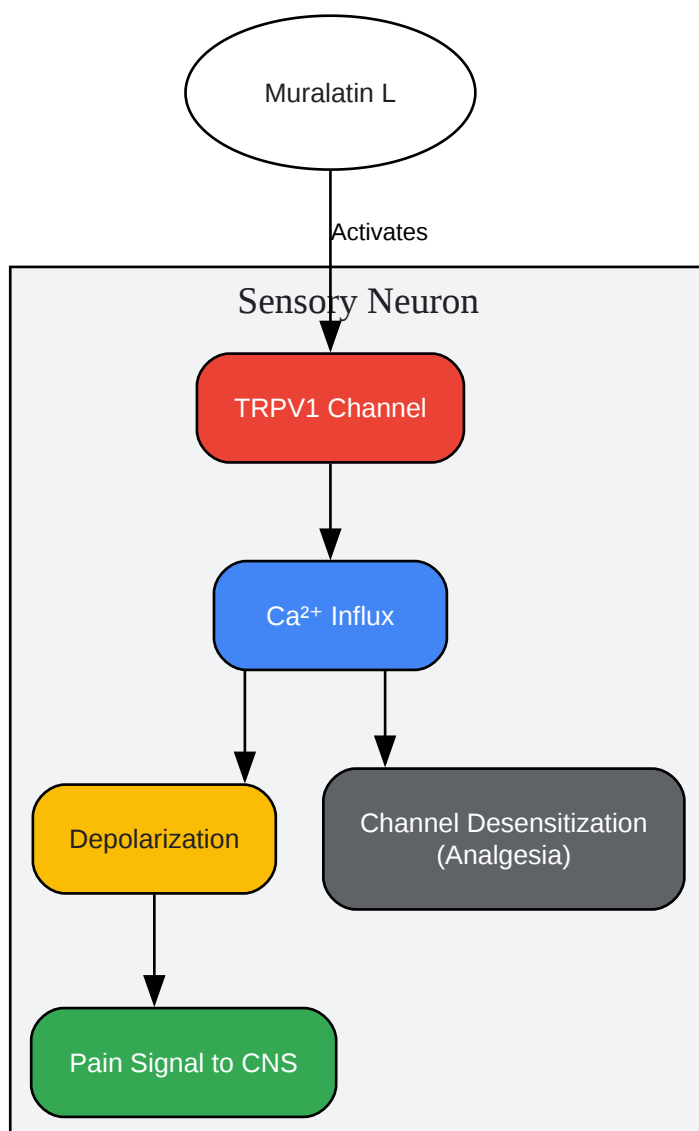 Muralatin L
Activates
Sensory Neuron
TRPV1 Channel
Ca²⁺ Influx
Depolarization
Channel Desensitization
(Analgesia)
Pain Signal to CNS